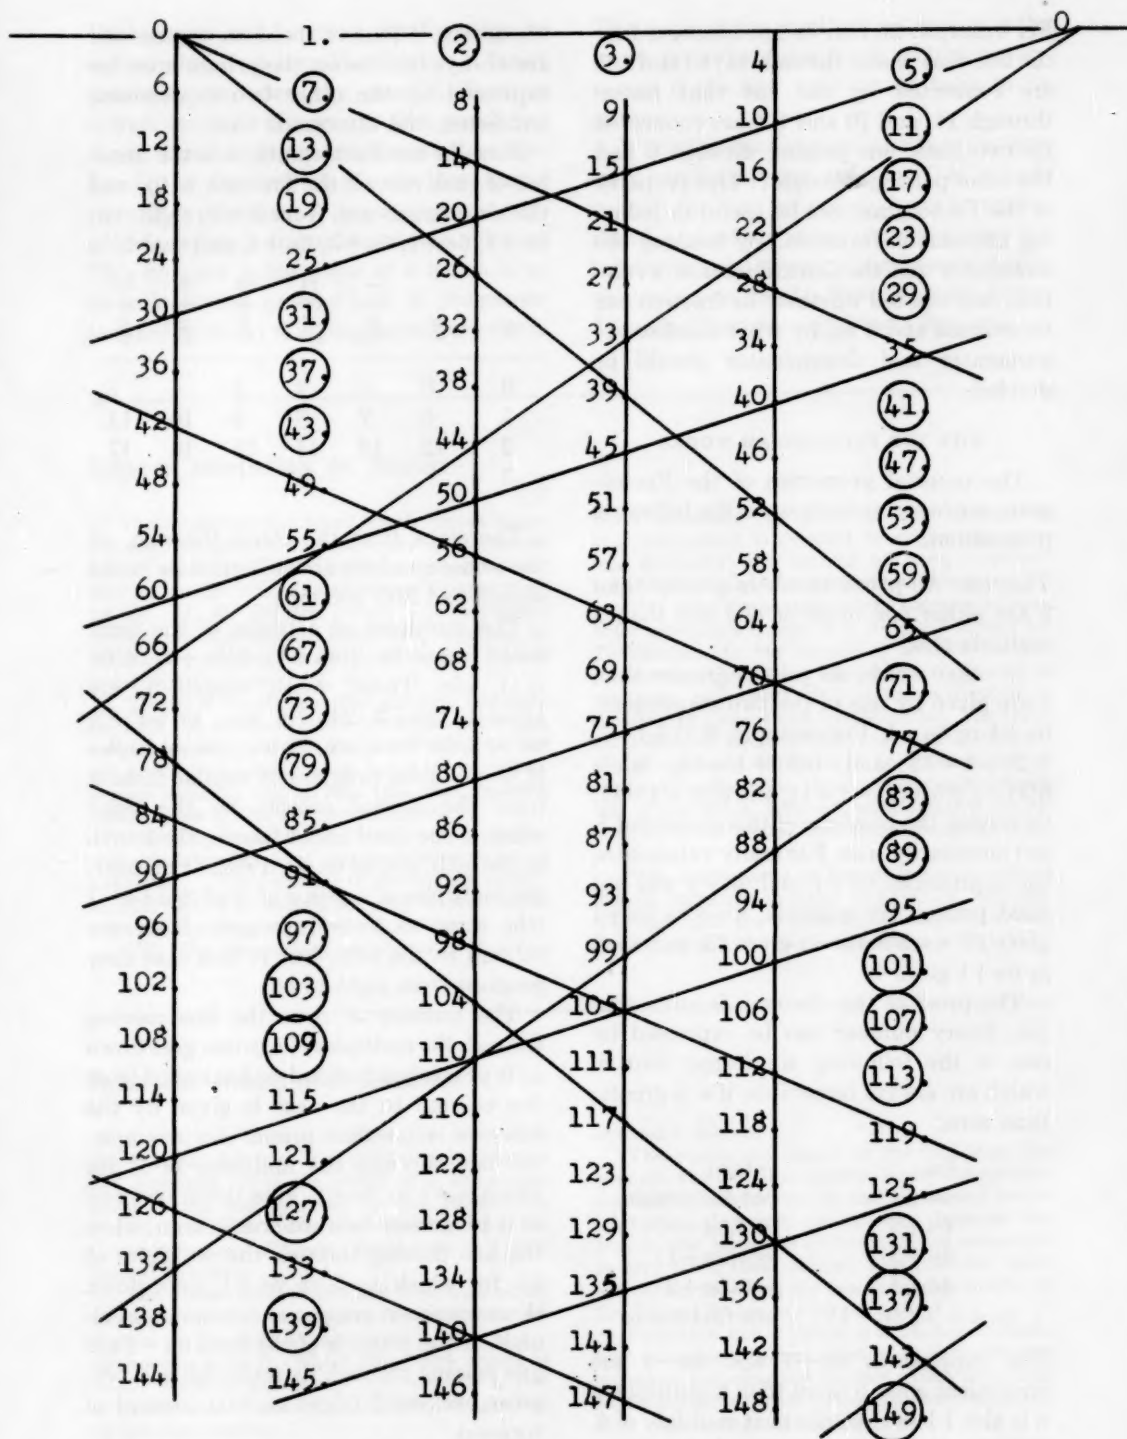 0 1. 2. 3. 4. 5. 0
6. 7. 8. 9. 10. 11.
12. 13. 14. 15. 16. 17.
18. 19. 20. 21. 22. 23.
24. 25. 26. 27. 28. 29.
30. 31. 32. 33. 34. 35.
36. 37. 38. 39. 40. 41.
42. 43. 44. 45. 46. 47.
48. 49. 50. 51. 52. 53.
54. 55. 56. 57. 58. 59.
60. 61. 62. 63. 64. 65.
66. 67. 68. 69. 70. 71.
72. 73. 74. 75. 76. 77.
78. 79. 80. 81. 82. 83.
84. 85. 86. 87. 88. 89.
90. 91. 92. 93. 94. 95.
96. 97. 98. 99. 100. 101.
102. 103. 104. 105. 106. 107.
108. 109. 110. 111. 112. 113.
114. 115. 116. 117. 118. 119.
120. 121. 122. 123. 124. 125.
126. 127. 128. 129. 130. 131.
132. 133. 134. 135. 136. 137.
138. 139. 140. 141. 142. 143.
144. 145. 146. 147. 148. 149.